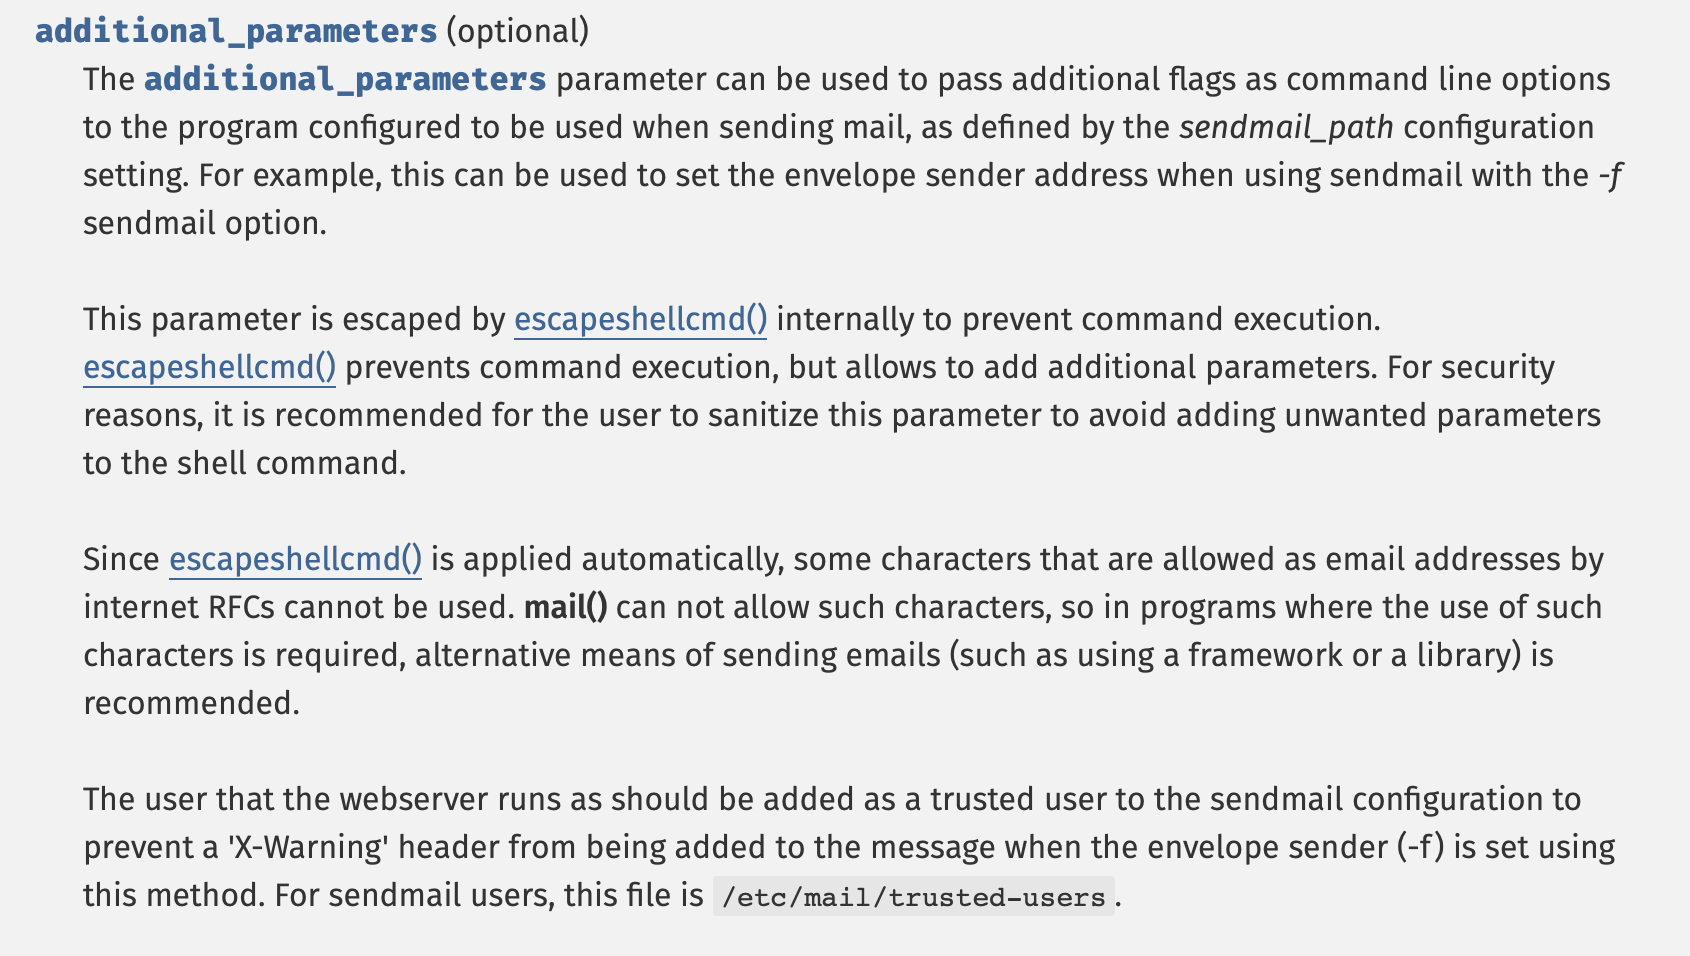 additional_parameters (optional)
The additional_parameters parameter can be used to pass additional flags as command line options
to the program configured to be used when sending mail, as defined by the sendmail_path configuration
setting. For example, this can be used to set the envelope sender address when using sendmail with the -f
sendmail option.
This parameter is escaped by escapeshellcmd() internally to prevent command execution.
escapeshellcmd() prevents command execution, but allows to add additional parameters. For security
reasons, it is recommended for the user to sanitize this parameter to avoid adding unwanted parameters
to the shell command.
Since escapeshellcmd() is applied automatically, some characters that are allowed as email addresses by
internet RFCs cannot be used. mail() can not allow such characters, so in programs where the use of such
characters is required, alternative means of sending emails (such as using a framework or a library) is
recommended.
The user that the webserver runs as should be added as a trusted user to the sendmail configuration to
prevent a 'X-Warning' header from being added to the message when the envelope sender (-f) is set using
this method. For sendmail users, this file is /etc/mail/trusted-users.